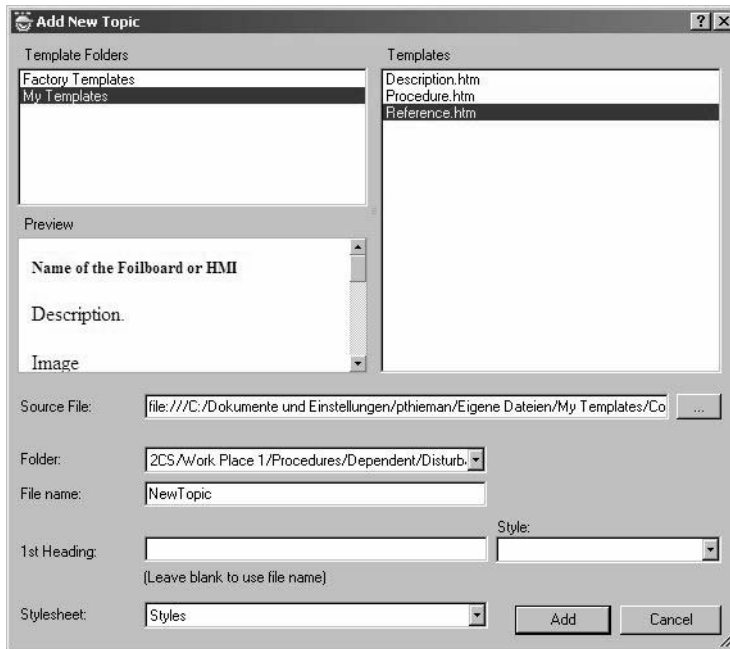 Add New Topic
Template Folders
Factory Templates
My Templates
Templates
Description.htm
Procedure.htm
Reference.htm
Preview
Name of the Foilboard or HMI
Description.
Image
Source File:
file:///C:/Dokumente und Einstellungen/pthieman/Eigene Dateien/My Templates/Co
...
Folder:
2CS/Work Place 1/Procedures/Dependent/Disturb
File name:
NewTopic
1st Heading:
Style:
(Leave blank to use file name)
Stylesheet:
Styles
Add
Cancel